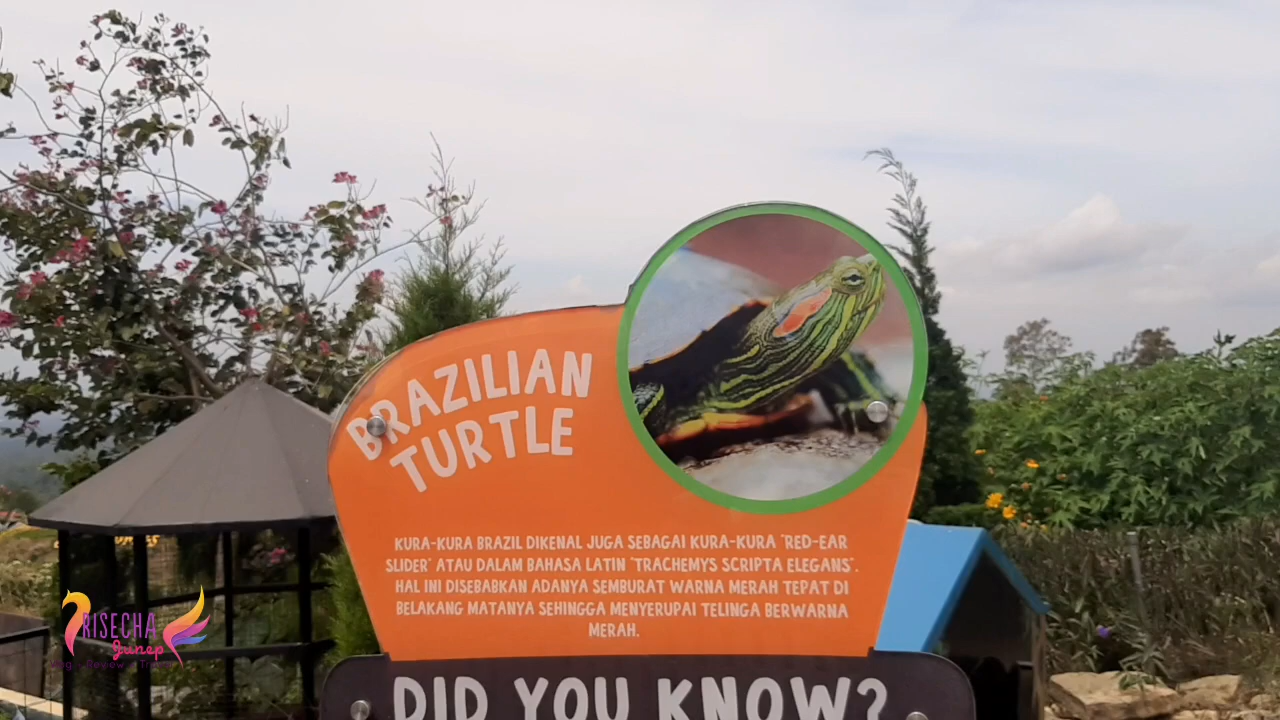 BRAZILIAN
TURTLE
KURA-KURA BRAZIL DIKENAL JUGA SEBAGAI KURA-KURA "RED-EAR
SLIDER" ATAU DALAM BAHASA LATIN "TRACHEMYS SCRIPTA ELEGANS".
HAL INI DISEBABKAN ADANYA SEMBURAT WARNA MERAH TEPAT DI
BELAKANG MATANYA SEHINGGA MENYERUPAI TELINGA BERWARNA
MERAH.
DID YOU KNOW?
RISECHA
Junep
Review